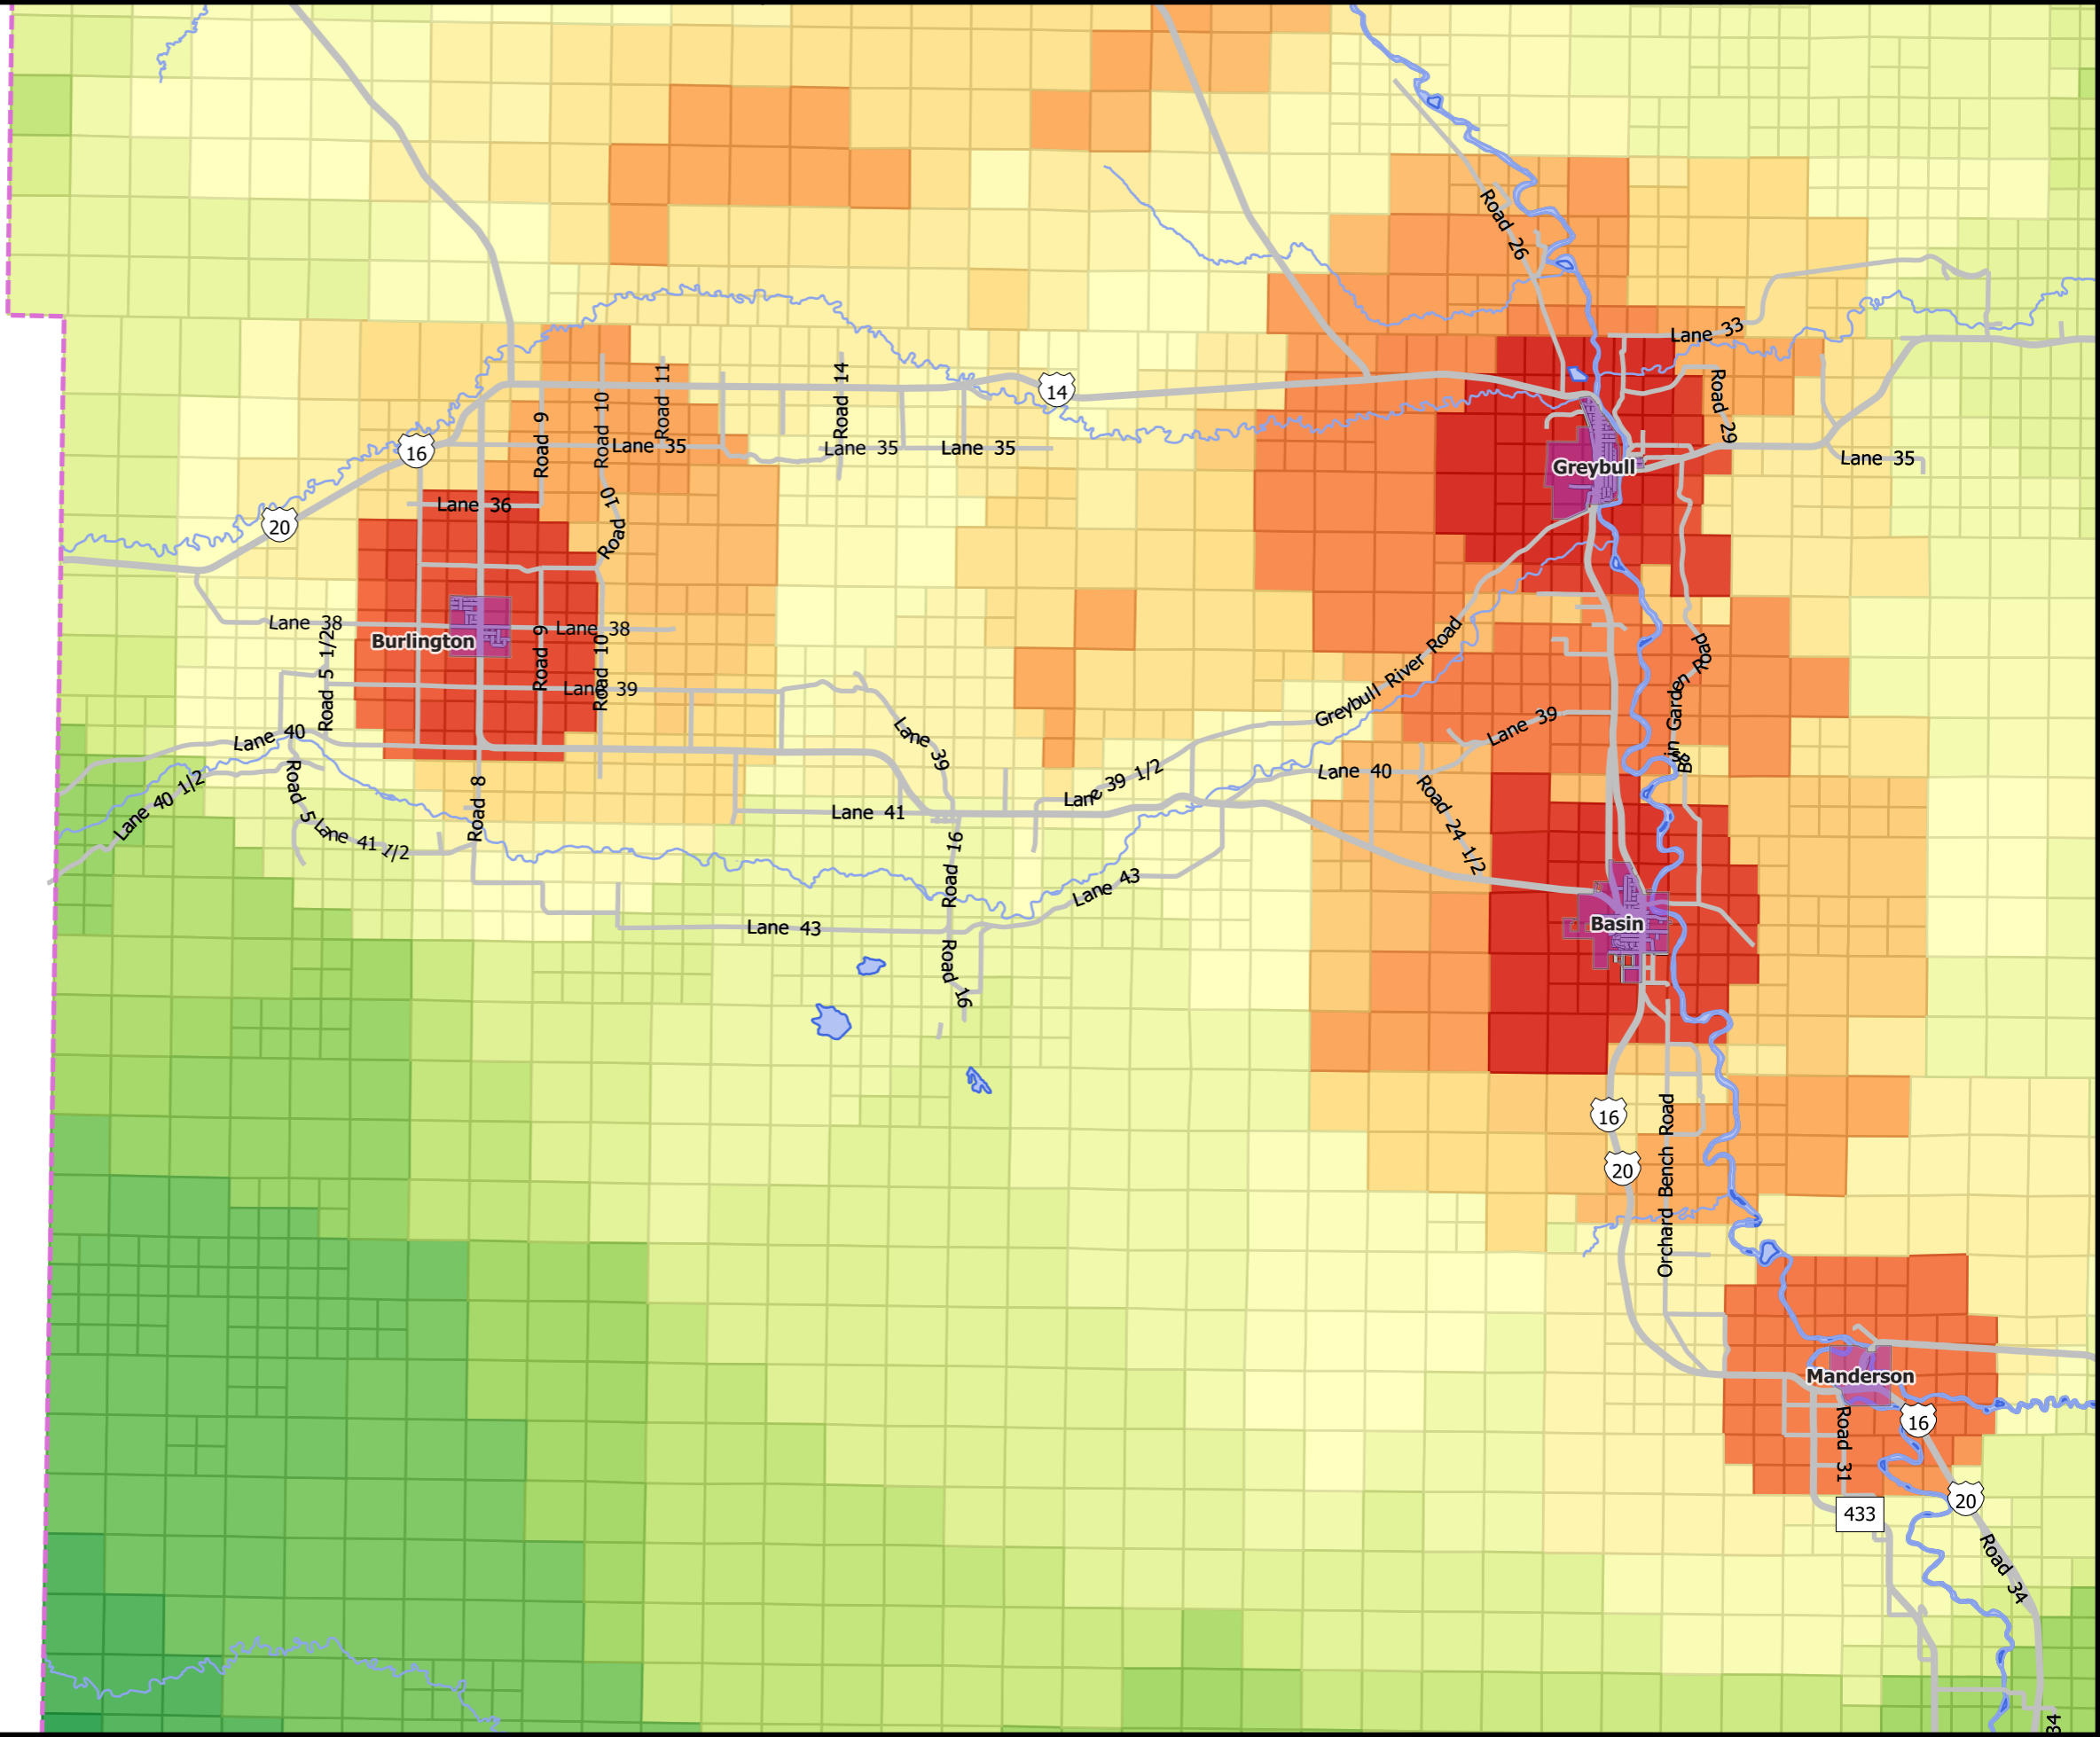 Road 26
Lane 33
Road 11
Road 14
14
Road 29
Road 9
Road 10
Lane 35
Lane 35
Lane 35
16
Lane 35
Greybull
Lane 36
20
Road 10
Lane 38
Lane 38
Burlington
Road 5 1/2
Road 9
Road 10
Greybull River Road
Basin Garden Road
Lane 39
Lane 39
Lane 39
Lane 40
Lane 40
Lane 39 1/2
Lane 40 1/2
Road 5
Road 8
Lane 41
Road 24 1/2
Lane 41 1/2
Road 16
Lane 43
Lane 43
Basin
Road 16
16
Orchard Bench Road
20
Manderson
16
Road 31
20
433
Road 34
34